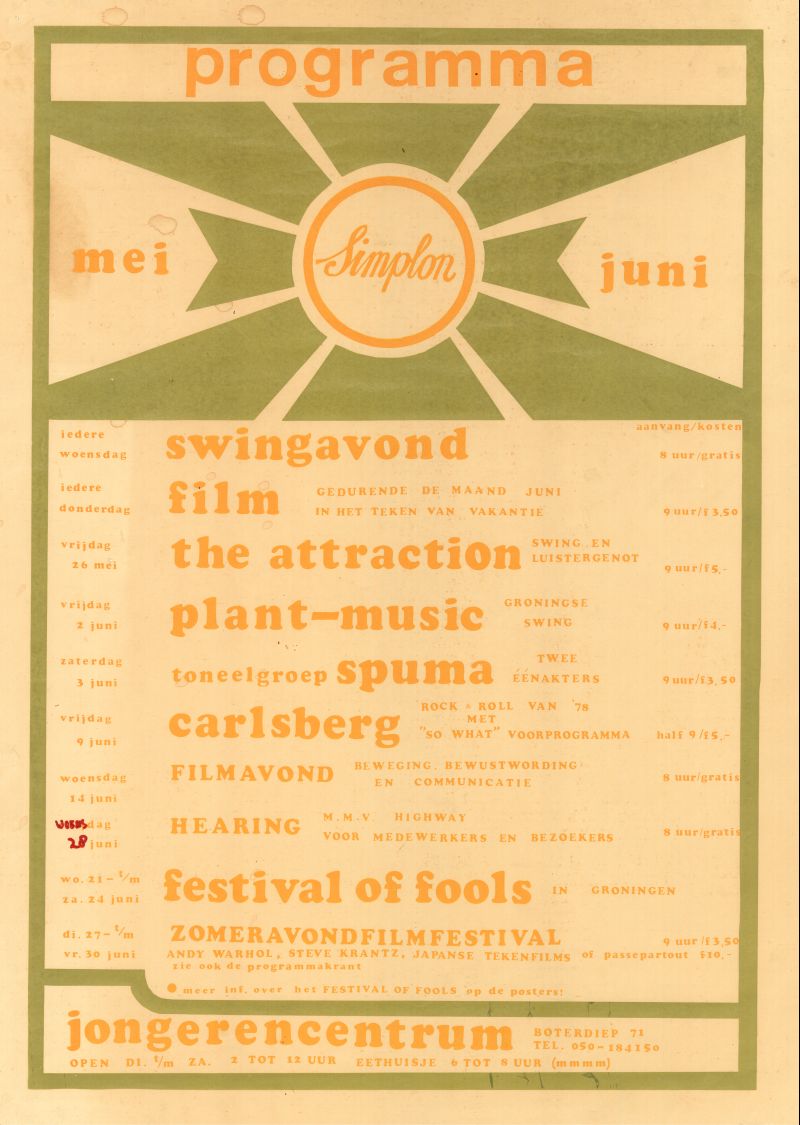 programma
mei
Simplon
juni
aanvang/kosten
iedere
woensdag
swingavond
8 uur/gratis
iedere
donderdag
film
GEDURENDE DE MAAND JUNI
IN HET TEKEN VAN VAKANTIE
9 uur/f 3,50
vrijdag
26 mei
the attraction
SWING EN
LUISTERGENOT
9 uur/f5,-
vrijdag
2 juni
plant-music
GRONINGSE
SWING
9 uur/f4,-
zaterdag
3 juni
toneelgroep spuma
TWEE
ÉÉNAKTERS
9 uur/f3,50
vrijdag
9 juni
carlsberg
ROCK & ROLL VAN '78
MET
"SO WHAT" VOORPROGRAMMA
half 9/f5,-
woensdag
14 juni
FILMAVOND
BEWEGING, BEWUSTWORDING
EN COMMUNICATIE
8 uur/gratis
woensdag
28 juni
HEARING
M.M.V. HIGHWAY
VOOR MEDEWERKERS EN BEZOEKERS
8 uur/gratis
wo. 21 - t/m
za. 24 juni
festival of fools
IN GRONINGEN
di. 27 - t/m
vr. 30 juni
ZOMERAVONDFILMFESTIVAL
9 uur/f3,50
ANDY WARHOL, STEVE KRANTZ, JAPANSE TEKENFILMS of passepartout f10,-
zie ook de programmakrant
● meer inf. over het FESTIVAL OF FOOLS op de posters!
jongerencentrum
BOTERDIEP 71
TEL. 050-184150
OPEN DI. t/m ZA. 2 TOT 12 UUR EETHUISJE 6 TOT 8 UUR (mmmm)